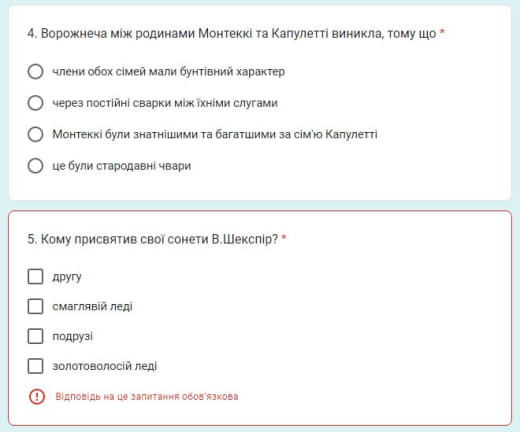 4. Ворожнеча між родинами Монтеккі та Капулетті виникла, тому що *
члени обох сімей мали бунтівний характер
через постійні сварки між їхніми слугами
Монтеккі були знатнішими та багатшими за сім'ю Капулетті
це були стародавні чвари
5. Кому присвятив свої сонети В.Шекспір? *
другу
смаглявій леді
подрузі
золотоволосій леді
Відповідь на це запитання обов'язкова